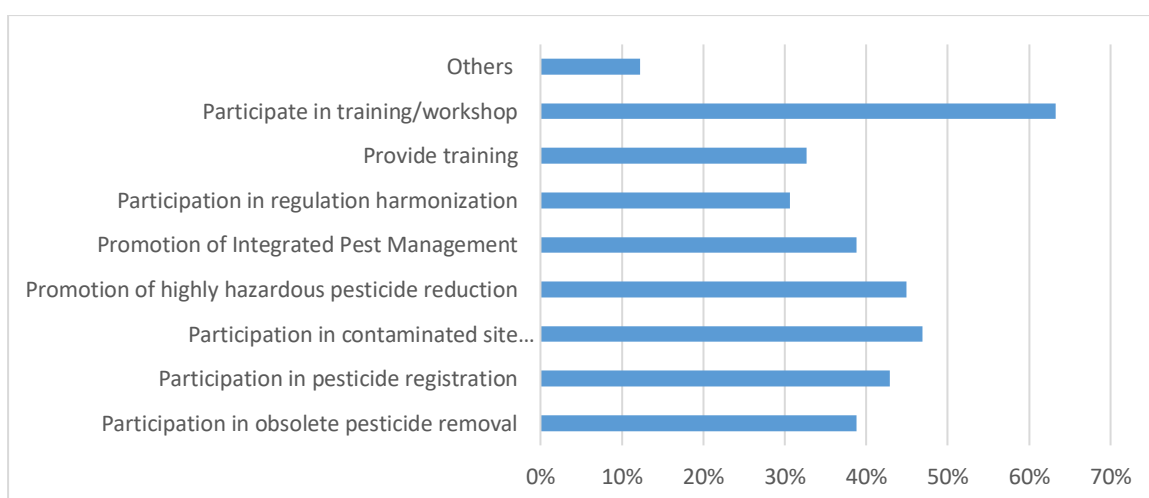 Others
Participate in training/workshop
Provide training
Participation in regulation harmonization
Promotion of Integrated Pest Management
Promotion of highly hazardous pesticide reduction
Participation in contaminated site...
Participation in pesticide registration
Participation in obsolete pesticide removal
0% 10% 20% 30% 40% 50% 60% 70%